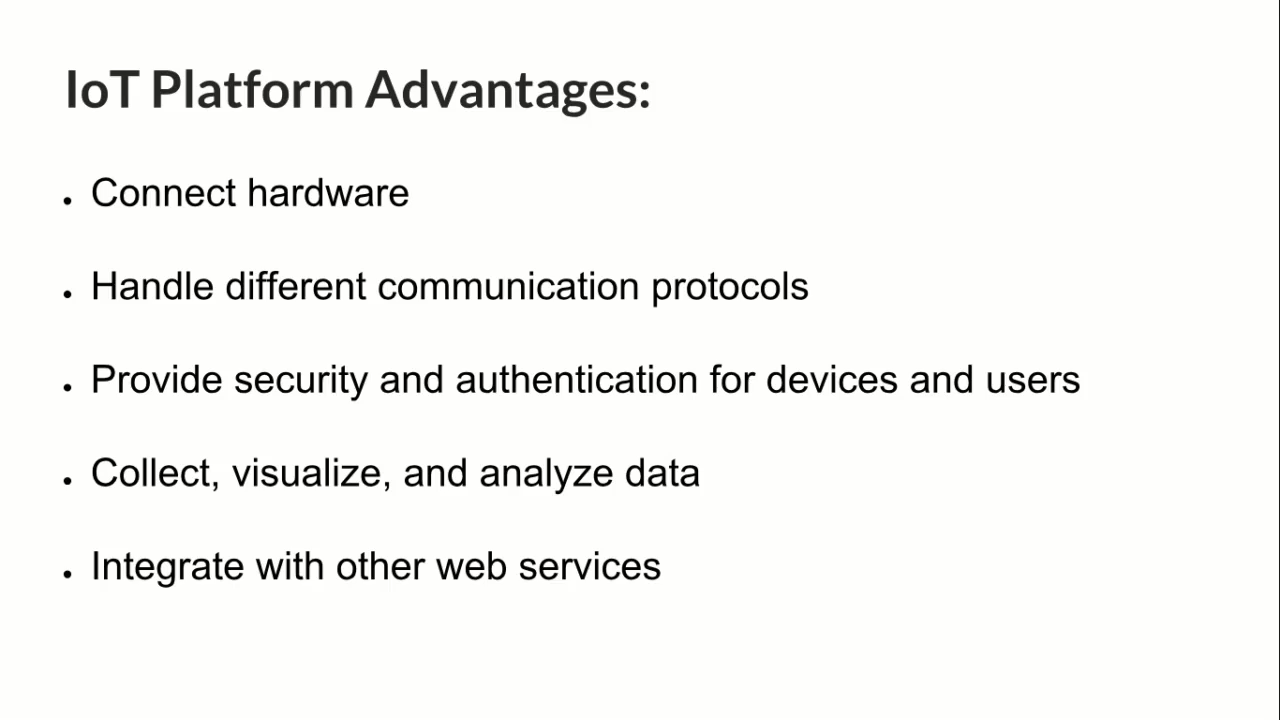 IoT Platform Advantages:
• Connect hardware
• Handle different communication protocols
• Provide security and authentication for devices and users
• Collect, visualize, and analyze data
• Integrate with other web services